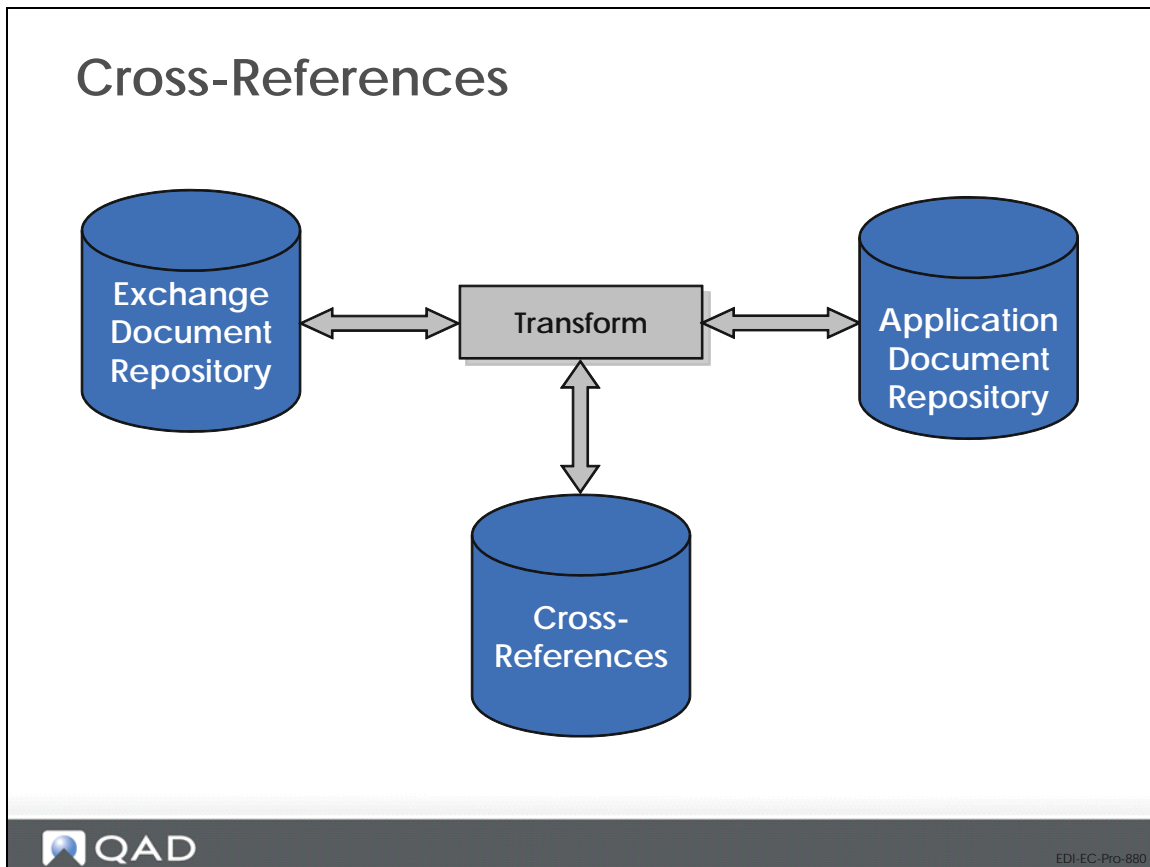 Cross-References
Exchange
Document
Repository
Transform
Application
Document
Repository
Cross-
References
QAD
EDI-EC-Pro-880